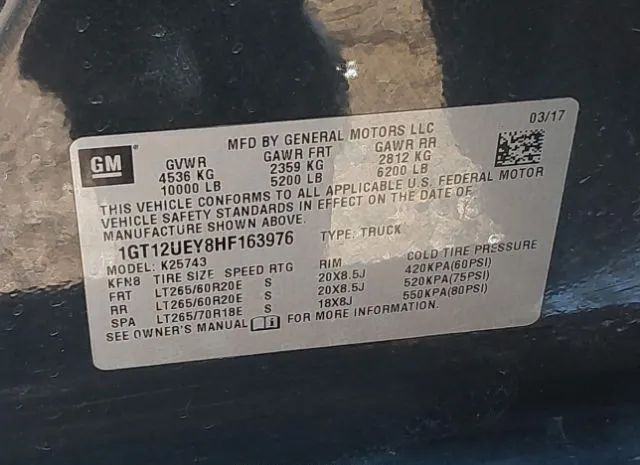 MFD BY GENERAL MOTORS LLC 03/17
GM GVWR GAWR FRT GAWR RR
4536 KG 2359 KG 2812 KG
10000 LB 5200 LB 6200 LB
THIS VEHICLE CONFORMS TO ALL APPLICABLE U.S. FEDERAL MOTOR
VEHICLE SAFETY STANDARDS IN EFFECT ON THE DATE OF
MANUFACTURE SHOWN ABOVE.
1GT12UEY8HF163976 TYPE: TRUCK
MODEL: K25743
KFN8 TIRE SIZE SPEED RTG RIM COLD TIRE PRESSURE
FRT LT265/60R20E S 20X8.5J 420KPA(60PSI)
RR LT265/60R20E S 20X8.5J 520KPA(75PSI)
SPA LT265/70R18E S 18X8J 550KPA(80PSI)
SEE OWNER'S MANUAL FOR MORE INFORMATION.